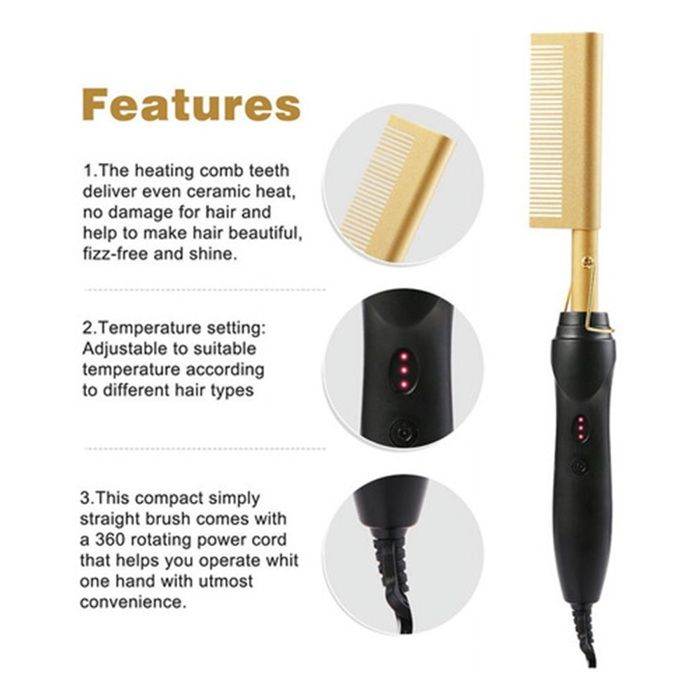 Features
1.The heating comb teeth
deliver even ceramic heat,
no damage for hair and
help to make hair beautiful,
fizz-free and shine.
2.Temperature setting:
Adjustable to suitable
temperature according
to different hair types
3.This compact simply
straight brush comes with
a 360 rotating power cord
that helps you operate whit
one hand with utmost
convenience.